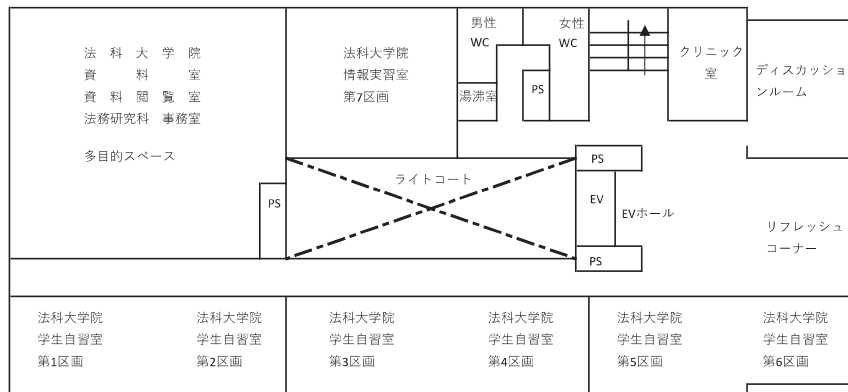 法科大学院
資料室
資料閲覧室
法務研究科 事務室
多目的スペース
法科大学院
情報実習室
第7区画
男性
WC
湯沸室
女性
WC
PS
クリニック
室
ディスカッショ
ンルーム
ライトコート
PS
PS
EV
EVホール
PS
リフレッシュ
コーナー
法科大学院
学生自習室
第1区画
法科大学院
学生自習室
第2区画
法科大学院
学生自習室
第3区画
法科大学院
学生自習室
第4区画
法科大学院
学生自習室
第5区画
法科大学院
学生自習室
第6区画